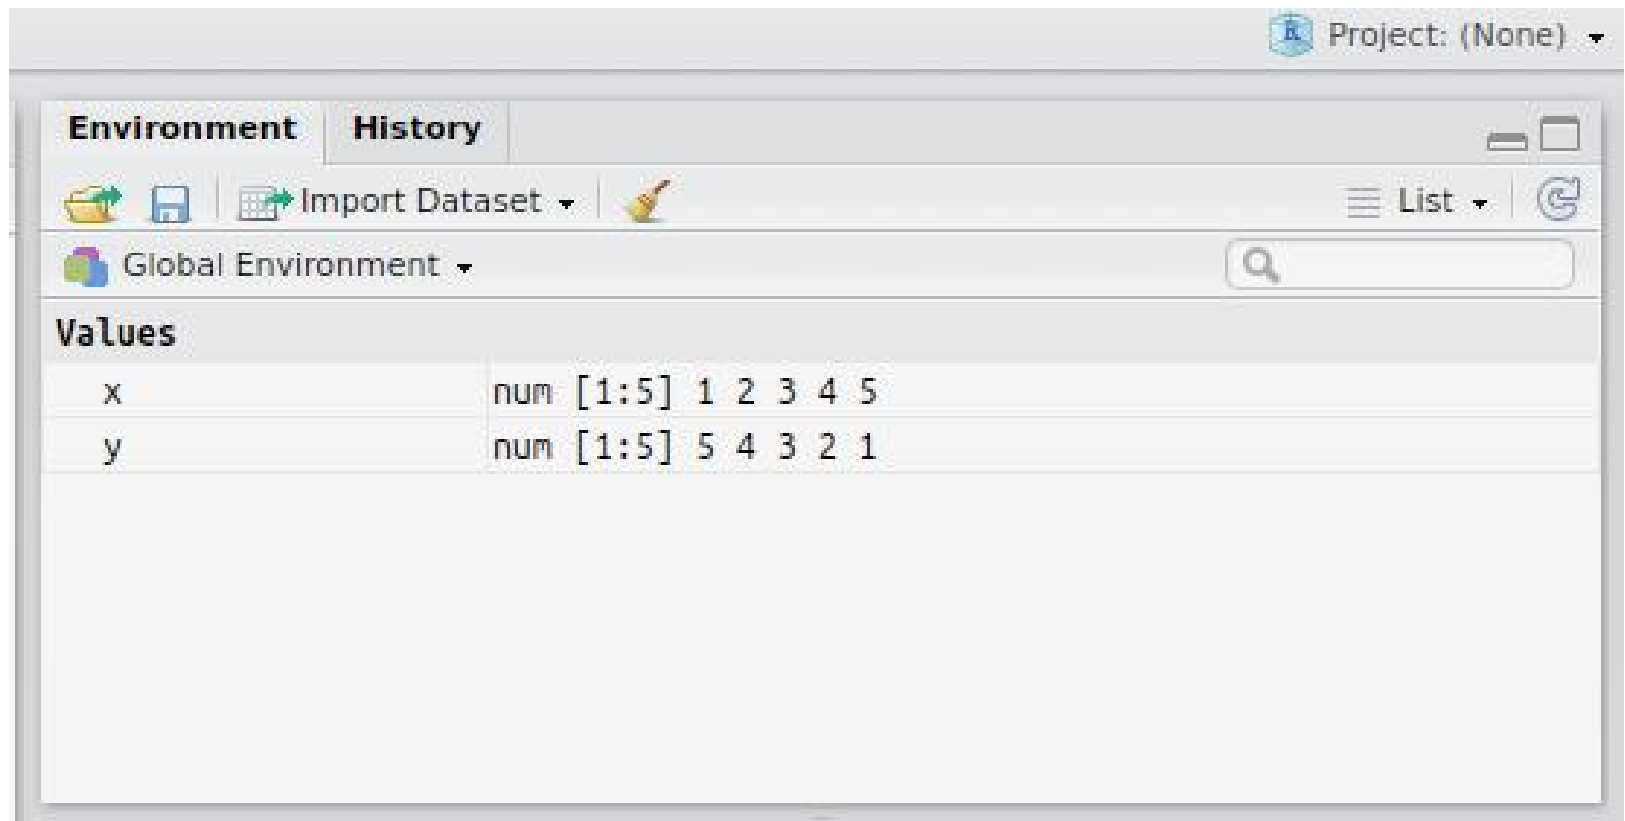 Project: (None)
Environment History
Import Dataset List
Global Environment
Values
x num [1:5] 1 2 3 4 5
y num [1:5] 5 4 3 2 1